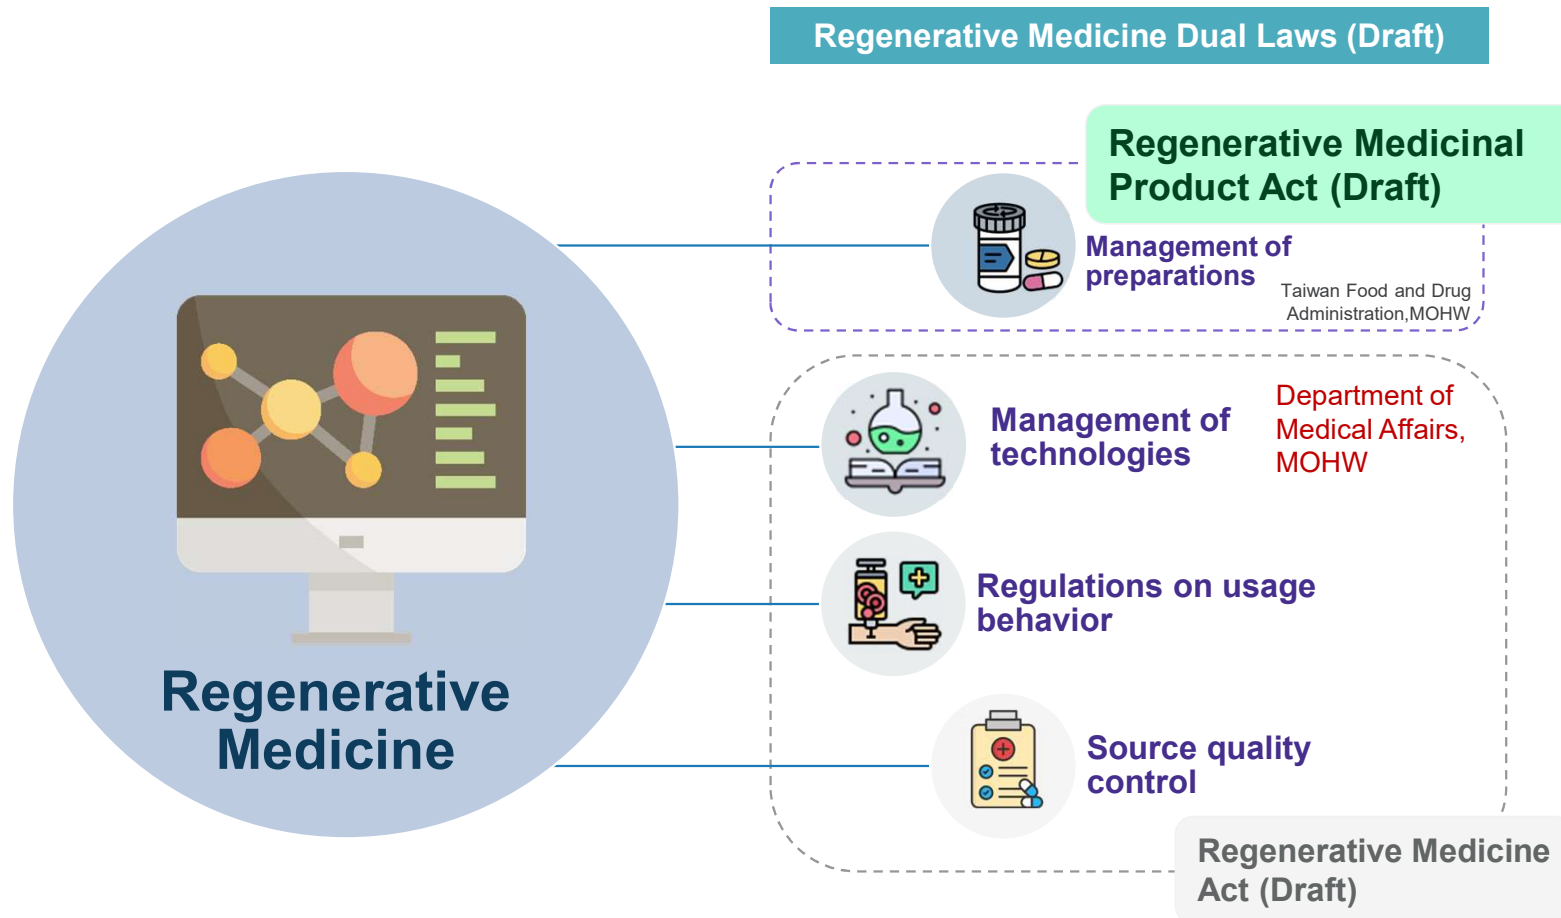 Regenerative Medicine Dual Laws (Draft)
Regenerative Medicinal
Product Act (Draft)
Management of
preparations
Taiwan Food and Drug
Administration,MOHW
Management of
technologies
Department of
Medical Affairs,
MOHW
Regulations on usage
behavior
Regenerative
Medicine
Source quality
control
Regenerative Medicine
Act (Draft)